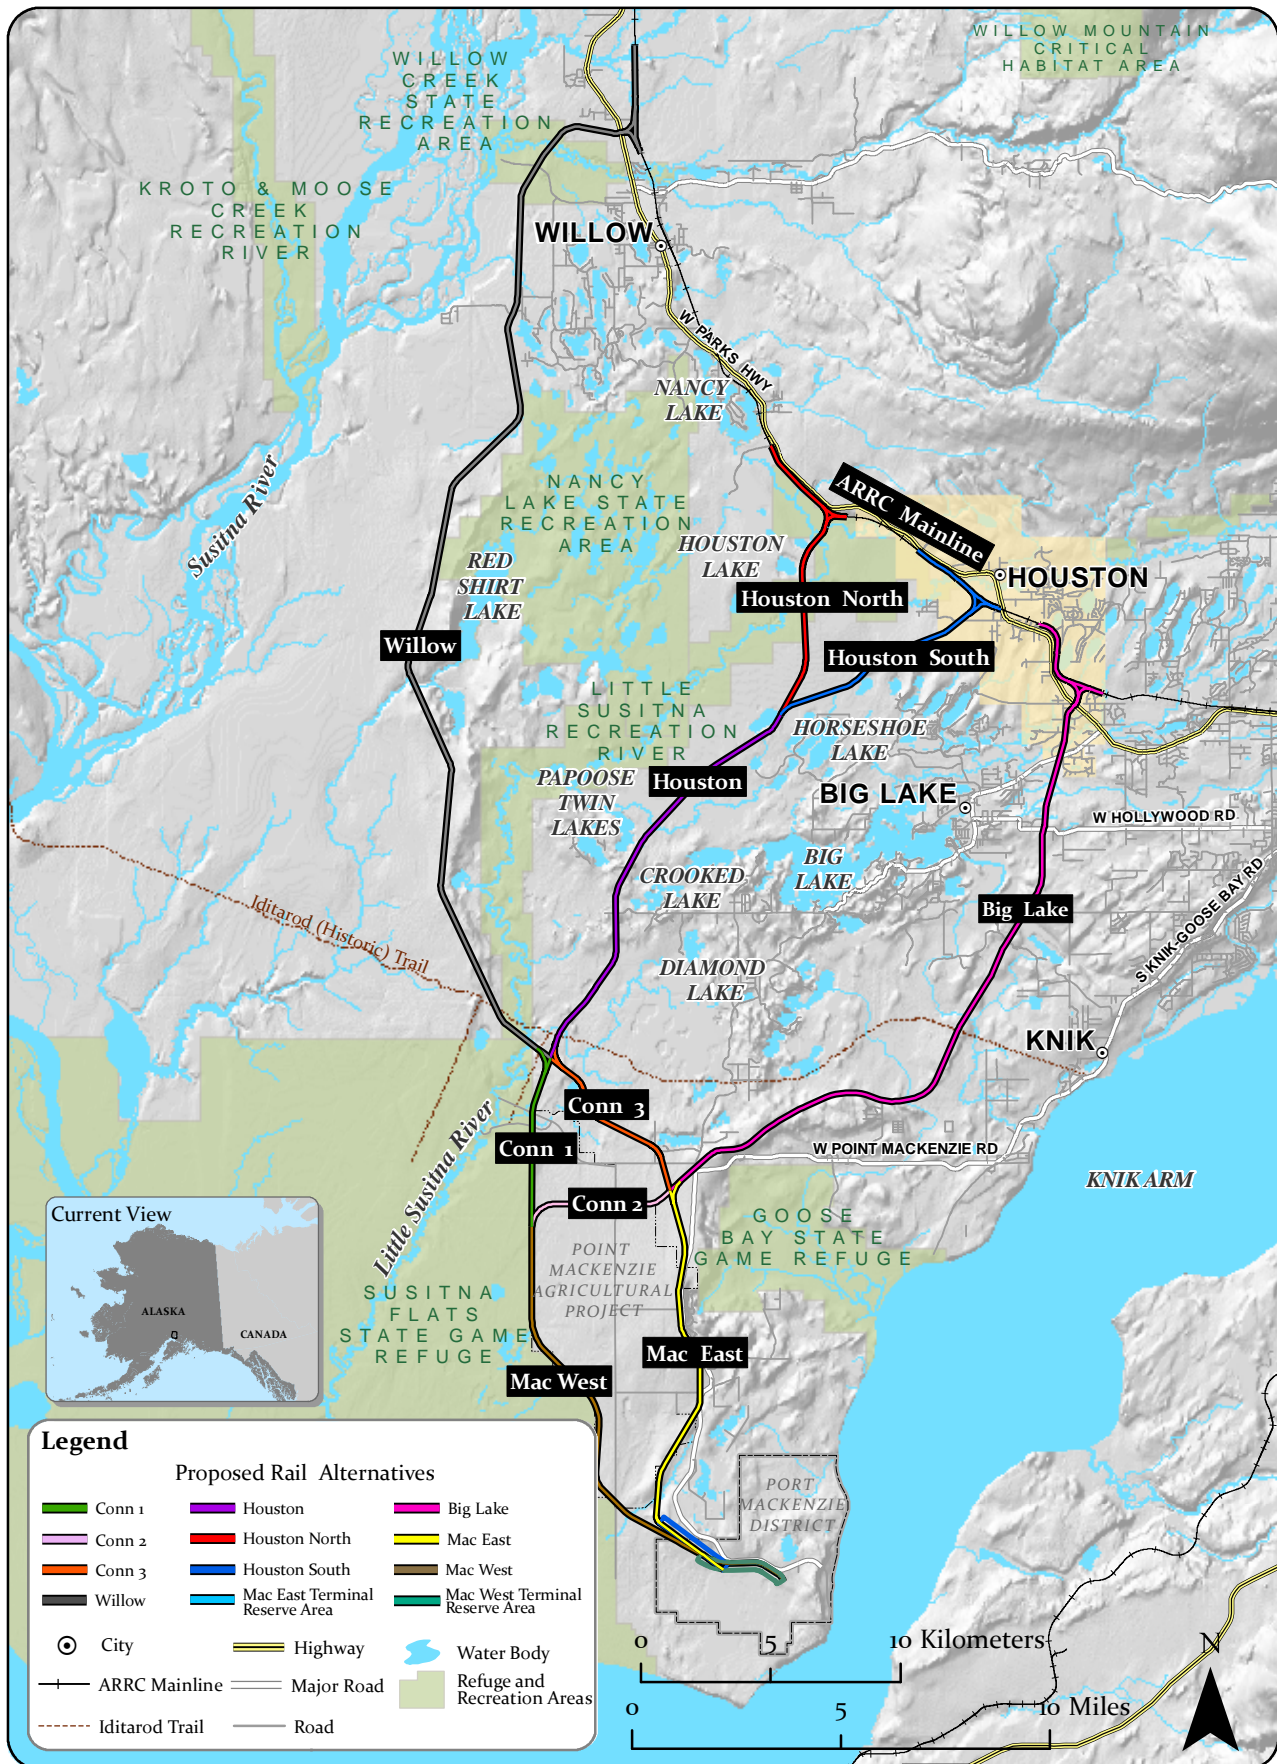 WILLOW MOUNTAIN
CRITICAL
HABITAT AREA
WILLOW
CREEK
STATE
RECREATION
AREA
KROTO & MOOSE
CREEK
RECREATION
RIVER
WILLOW
W PARKS HWY
NANCY
LAKE
ARRC Mainline
Susitna River
NANCY
LAKE STATE
RECREATION
AREA
HOUSTON
LAKE
RED
SHIRT
LAKE
HOUSTON
Houston North
Willow
Houston South
LITTLE
SUSITNA
RECREATION
RIVER
HORSESHOE
LAKE
Houston
PAPOOSE
TWIN
LAKES
BIG LAKE
W HOLLYWOOD RD
CROOKED
LAKE
BIG
LAKE
S KNIK-GOOSE BAY RD
Big Lake
Iditarod (Historic) Trail
DIAMOND
LAKE
KNIK
Conn 3
Conn 1
W POINT MACKENZIE RD
KNIK ARM
Little Susitna River
Conn 2
GOOSE
BAY STATE
GAME REFUGE
POINT
MACKENZIE
AGRICULTURAL
PROJECT
SUSITNA
FLATS
STATE GAME
REFUGE
Mac East
Mac West
Current View
ALASKA
CANADA
PORT
MACKENZIE
DISTRICT
Legend
Proposed Rail Alternatives
Conn 1
Houston
Big Lake
Conn 2
Houston North
Mac East
Conn 3
Houston South
Mac West
Willow
Mac East Terminal
Reserve Area
Mac West Terminal
Reserve Area
City
Highway
Water Body
ARRC Mainline
Major Road
Refuge and
Recreation Areas
Iditarod Trail
Road
0 5 10 Kilometers
0 5 10 Miles
N